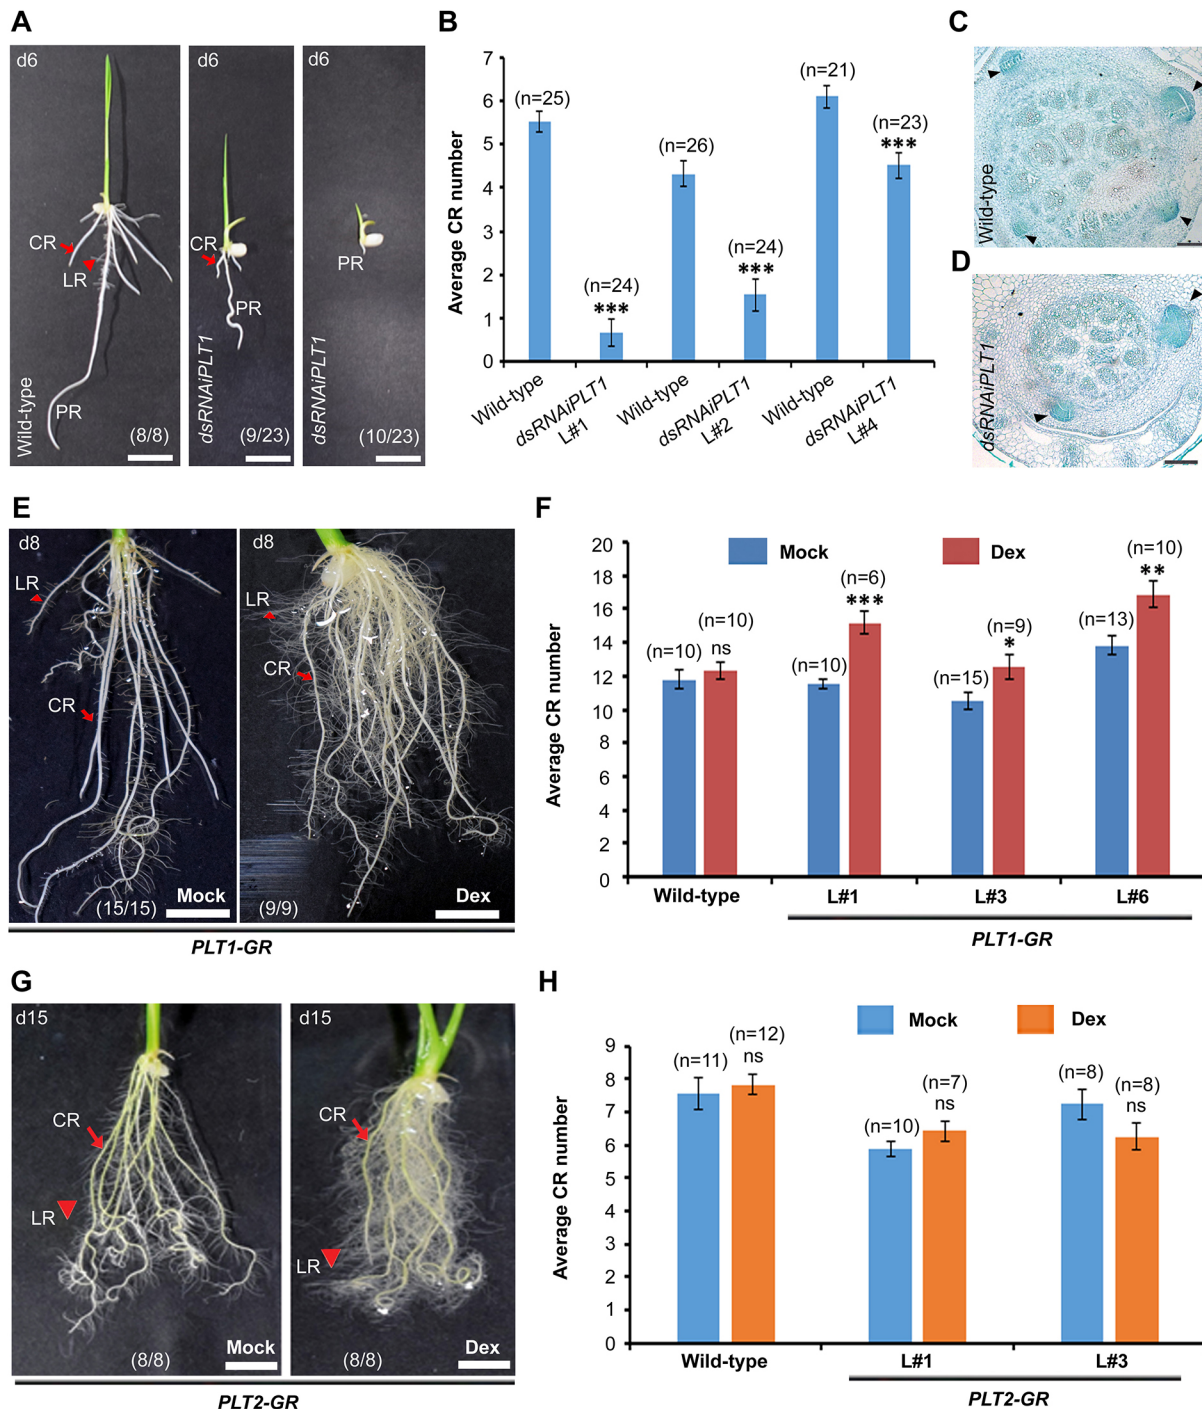 A
d6
CR
LR
PR
Wild-type
(8/8)
d6
CR
PR
dsRNAiPLT1
(9/23)
d6
PR
dsRNAiPLT1
(10/23)
B
Average CR number
7
6
5
4
3
2
1
0
(n=25)
(n=24)
***
(n=26)
(n=24)
***
(n=21)
(n=23)
***
Wild-type
dsRNAiPLT1
L#1
Wild-type
dsRNAiPLT1
L#2
Wild-type
dsRNAiPLT1
L#4
C
Wild-type
D
dsRNAiPLT1
E
d8
LR
CR
Mock
(15/15)
d8
LR
CR
Dex
(9/9)
PLT1-GR
F
Mock
Dex
Average CR number
20
18
16
14
12
10
8
6
4
2
0
(n=10)
(n=10)
ns
(n=10)
(n=6)
***
(n=15)
(n=9)
*
(n=13)
(n=10)
**
Wild-type
L#1
L#3
L#6
PLT1-GR
G
d15
CR
LR
Mock
(8/8)
d15
CR
LR
Dex
(8/8)
PLT2-GR
H
Mock
Dex
Average CR number
9
8
7
6
5
4
3
2
1
0
(n=11)
(n=12)
ns
(n=10)
(n=7)
ns
(n=8)
(n=8)
ns
Wild-type
L#1
L#3
PLT2-GR